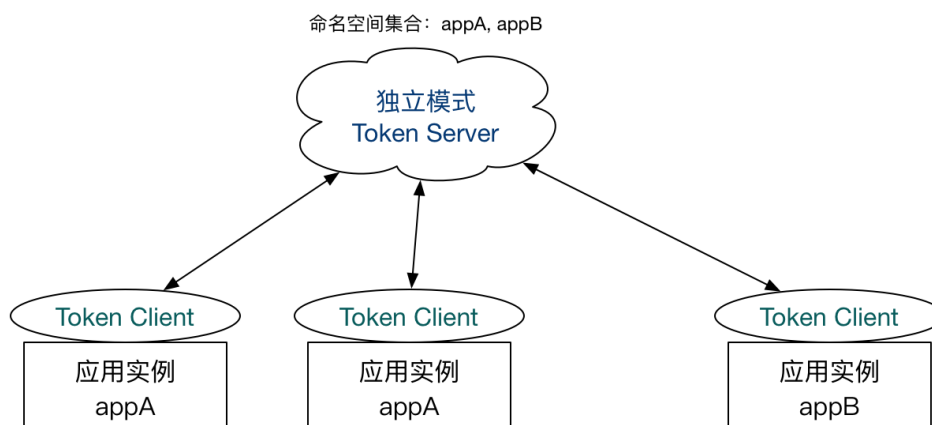 命名空间集合：appA, appB
独立模式
Token Server
Token Client
应用实例
appA
Token Client
应用实例
appA
Token Client
应用实例
appB